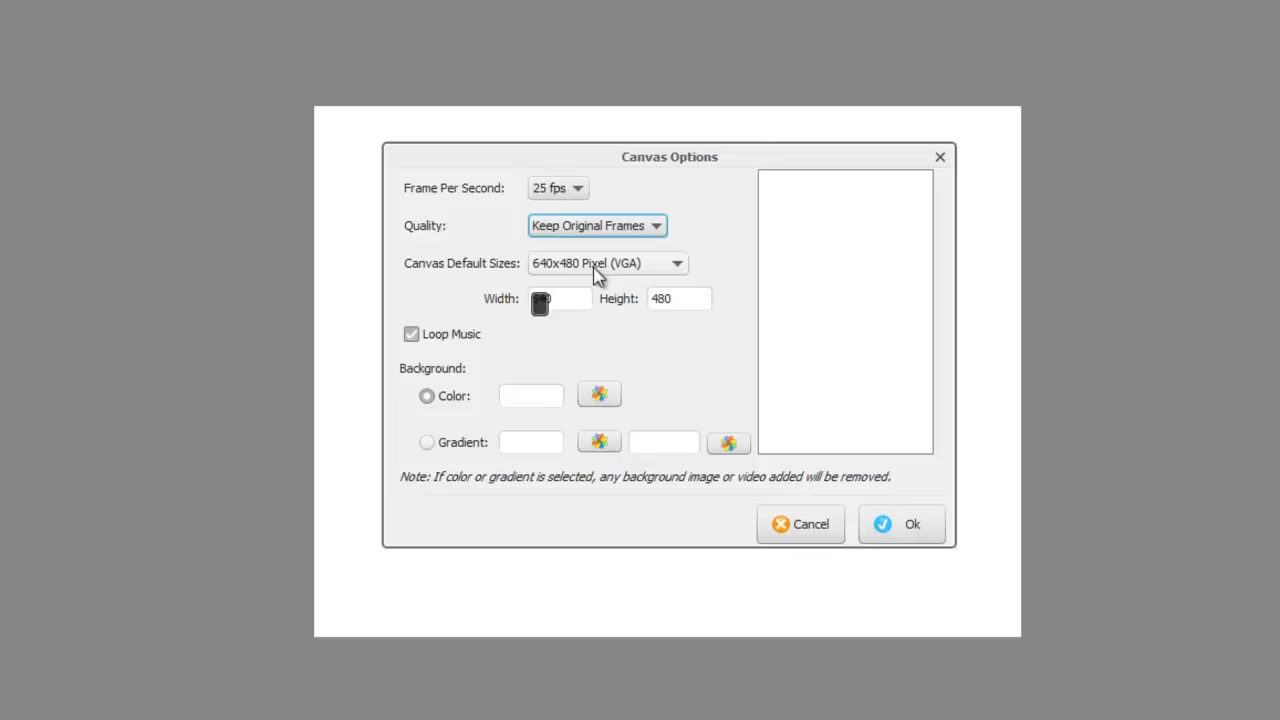 Canvas Options
Frame Per Second: 25 fps
Quality: Keep Original Frames
Canvas Default Sizes: 640x480 Pixel (VGA)
Width: Height: 480
Loop Music
Background:
Color:
Gradient:
Note: If color or gradient is selected, any background image or video added will be removed.
Cancel Ok